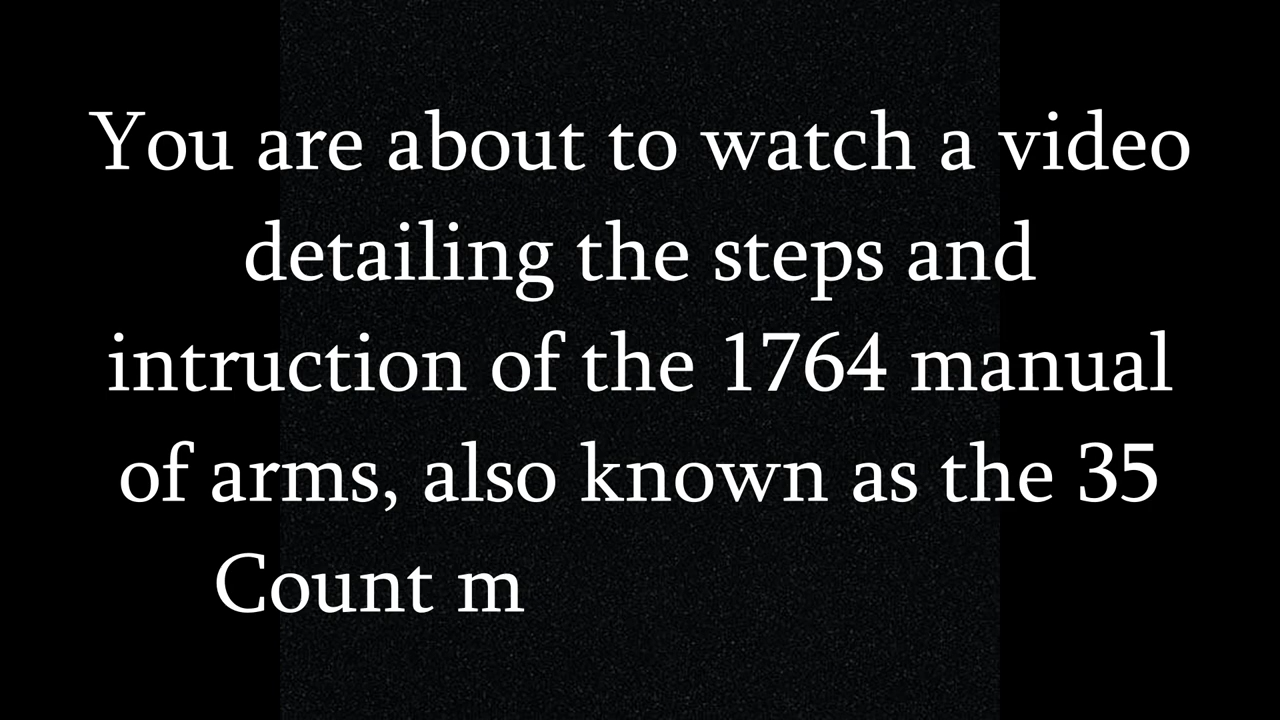 You are about to watch a video
detailing the steps and
intruction of the 1764 manual
of arms, also known as the 35
Count m